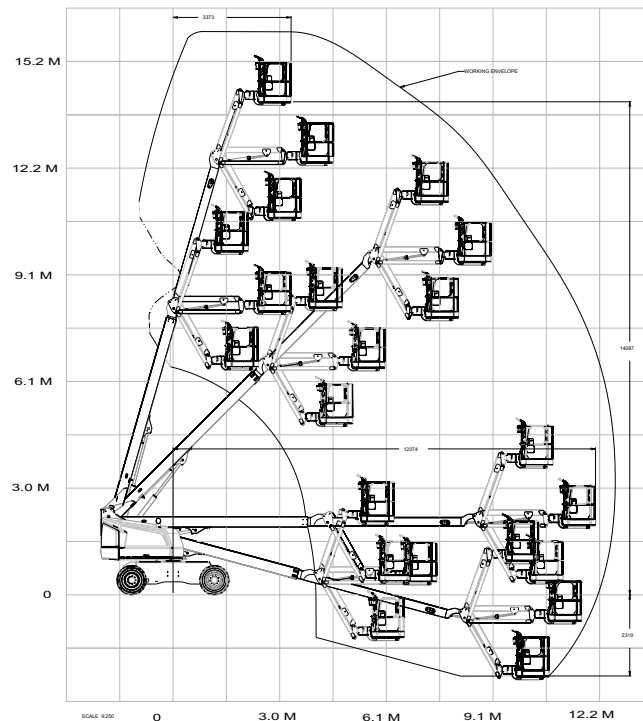 3373
15.2 M
WORKING ENVELOPE
12.2 M
9.1 M
14087
6.1 M
12074
3.0 M
0
2319
SCALE 9:250
0
3.0 M
6.1 M
9.1 M
12.2 M